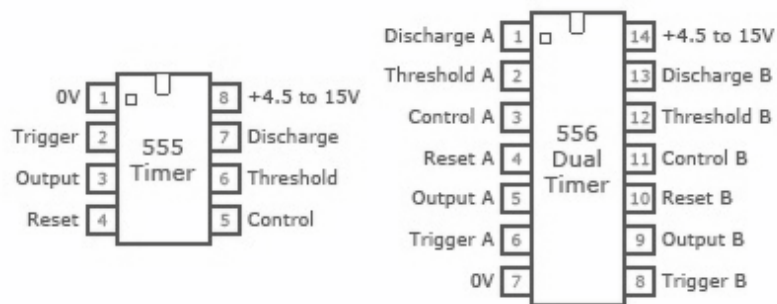 0V 1 8 +4.5 to 15V
Trigger 2 7 Discharge
555
Timer
Output 3 6 Threshold
Reset 4 5 Control
Discharge A 1 14 +4.5 to 15V
Threshold A 2 13 Discharge B
Control A 3 12 Threshold B
556
Dual
Timer
Reset A 4 11 Control B
Output A 5 10 Reset B
Trigger A 6 9 Output B
0V 7 8 Trigger B